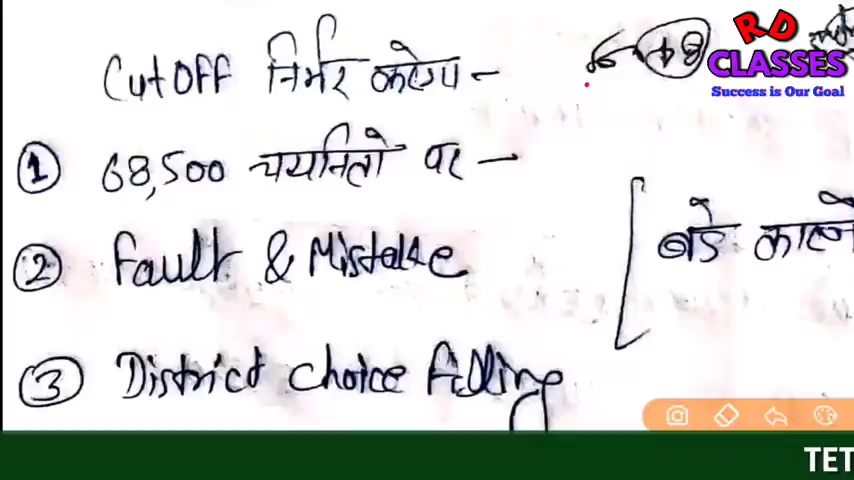 CutOFF निर्भर करेगा -
RD
CLASSES
Success is Our Goal
① 68,500 चयनितो पर -
② Fault & Mistake
बडे
③ District choice filling
TET